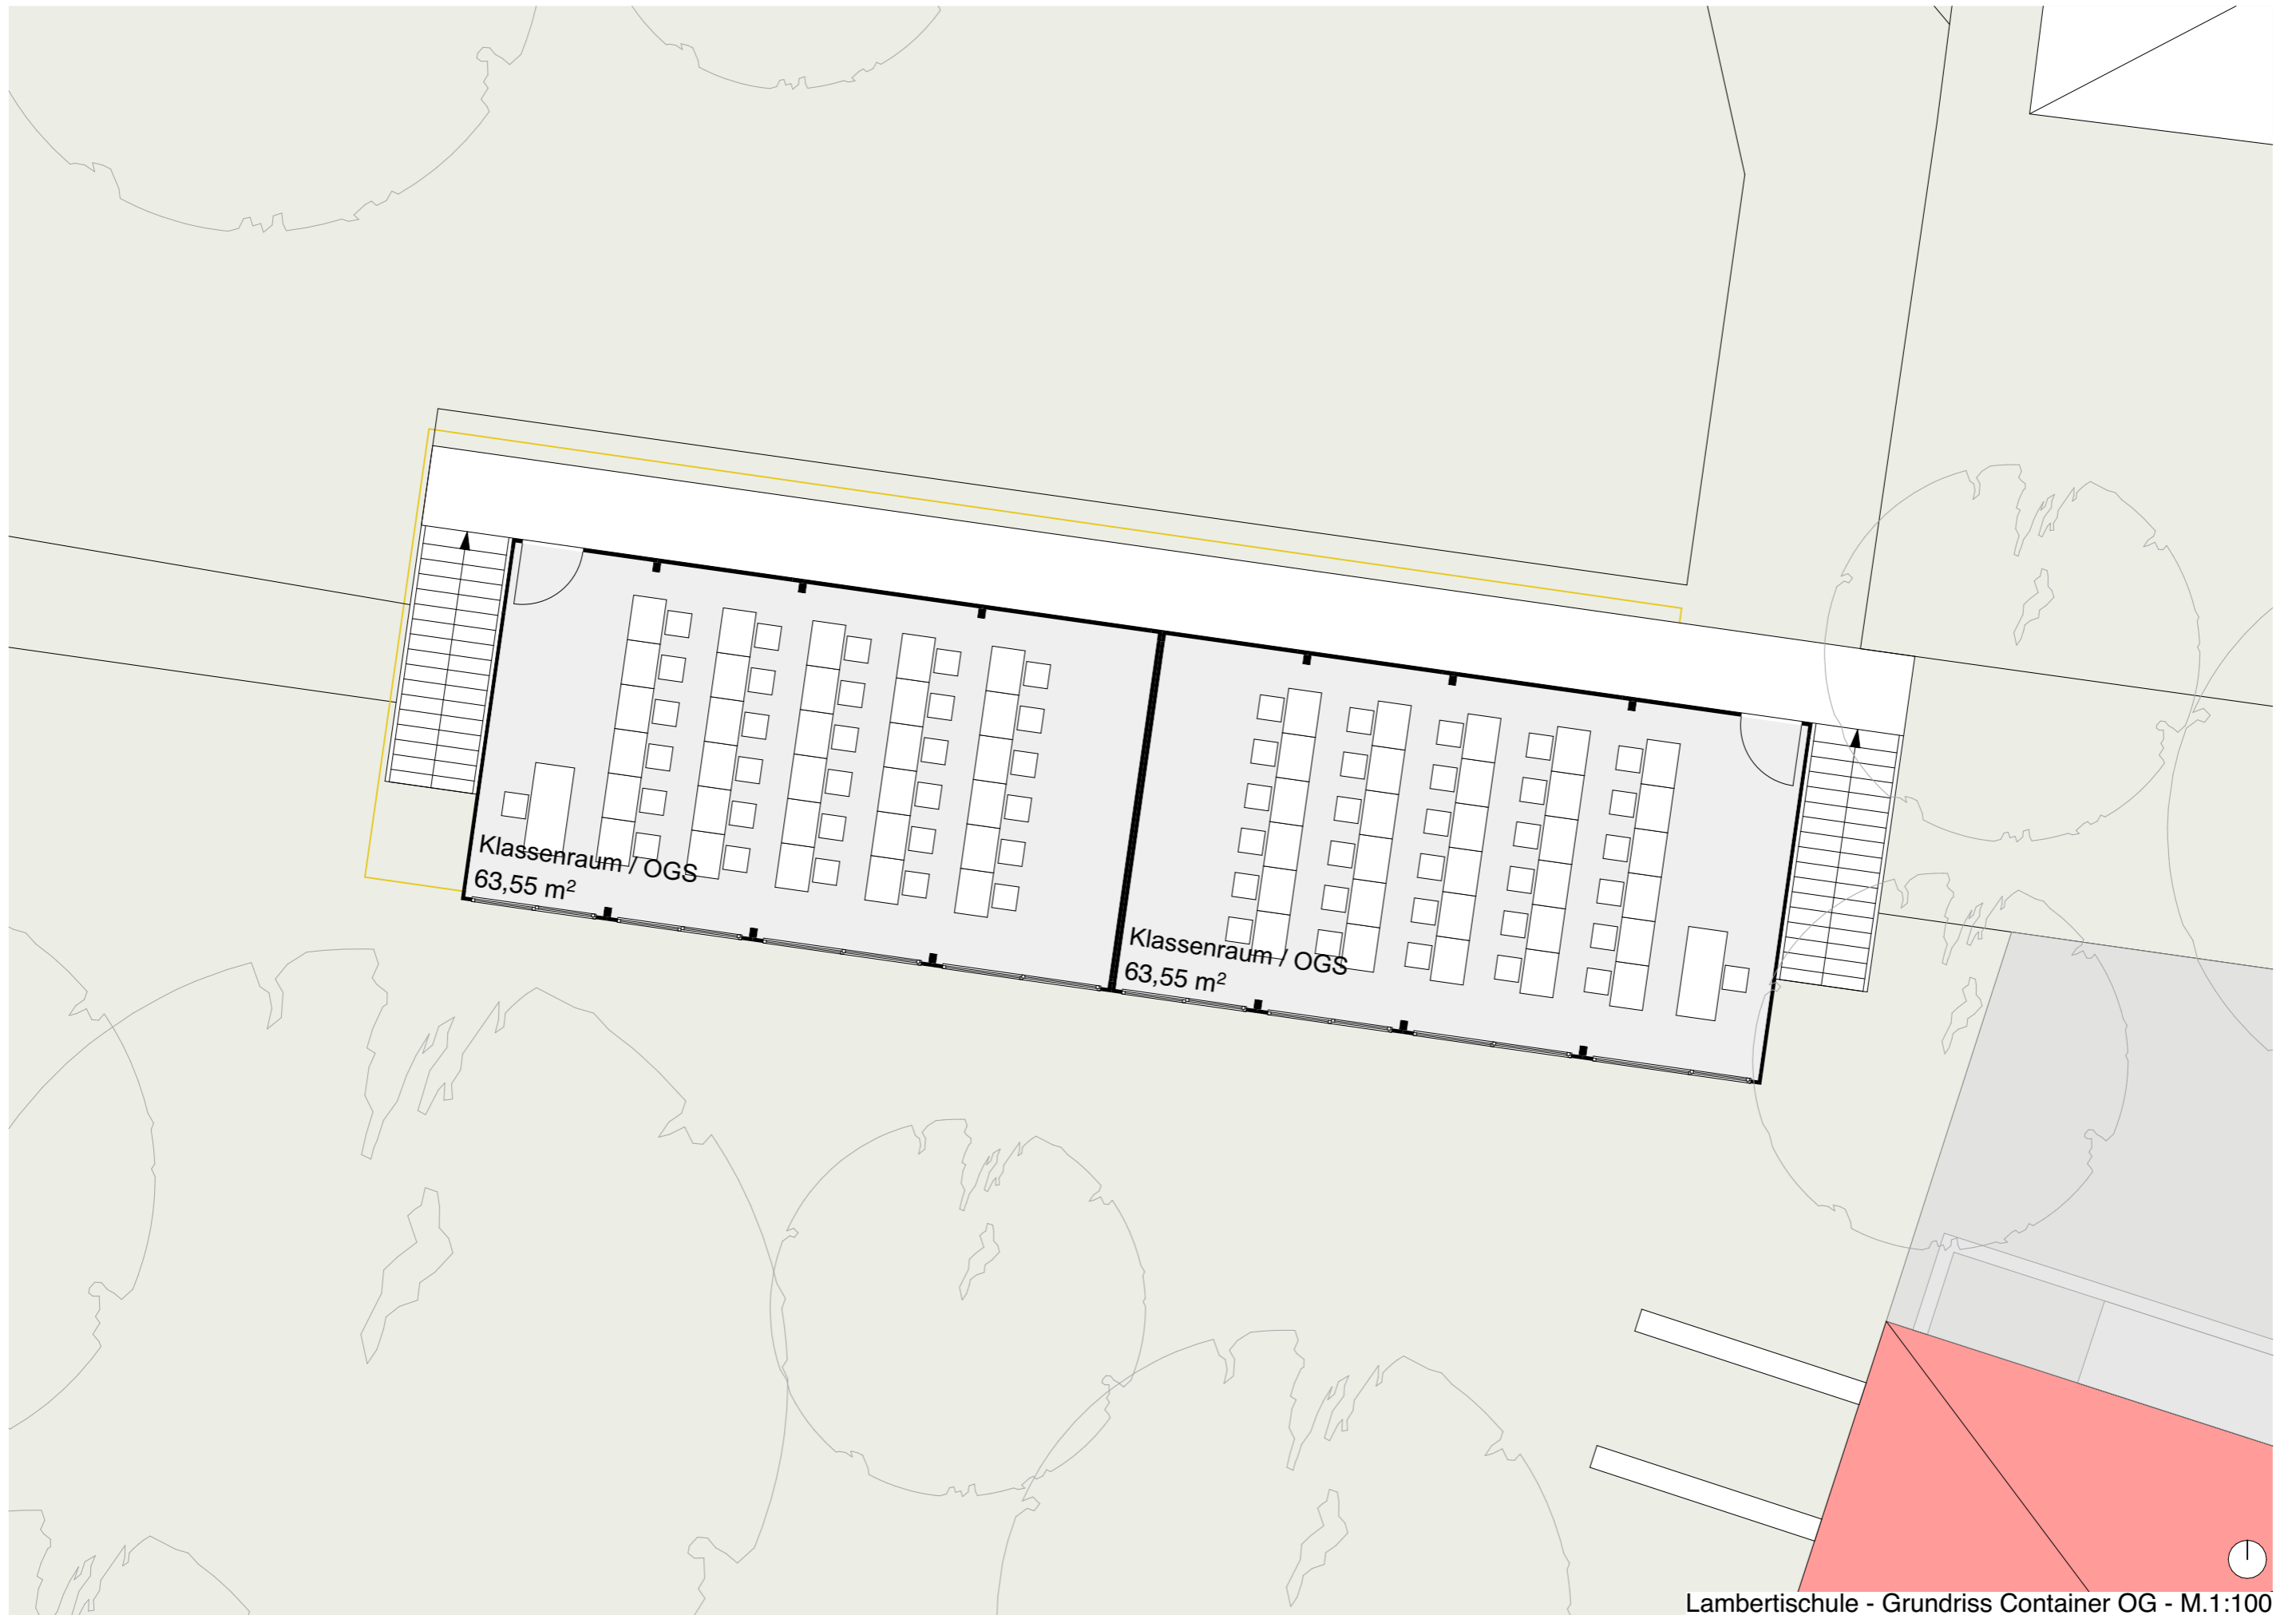 Klassenraum / OGS
63,55 m²
Klassenraum / OGS
63,55 m²
Lambertischule - Grundriss Container OG - M.1:100